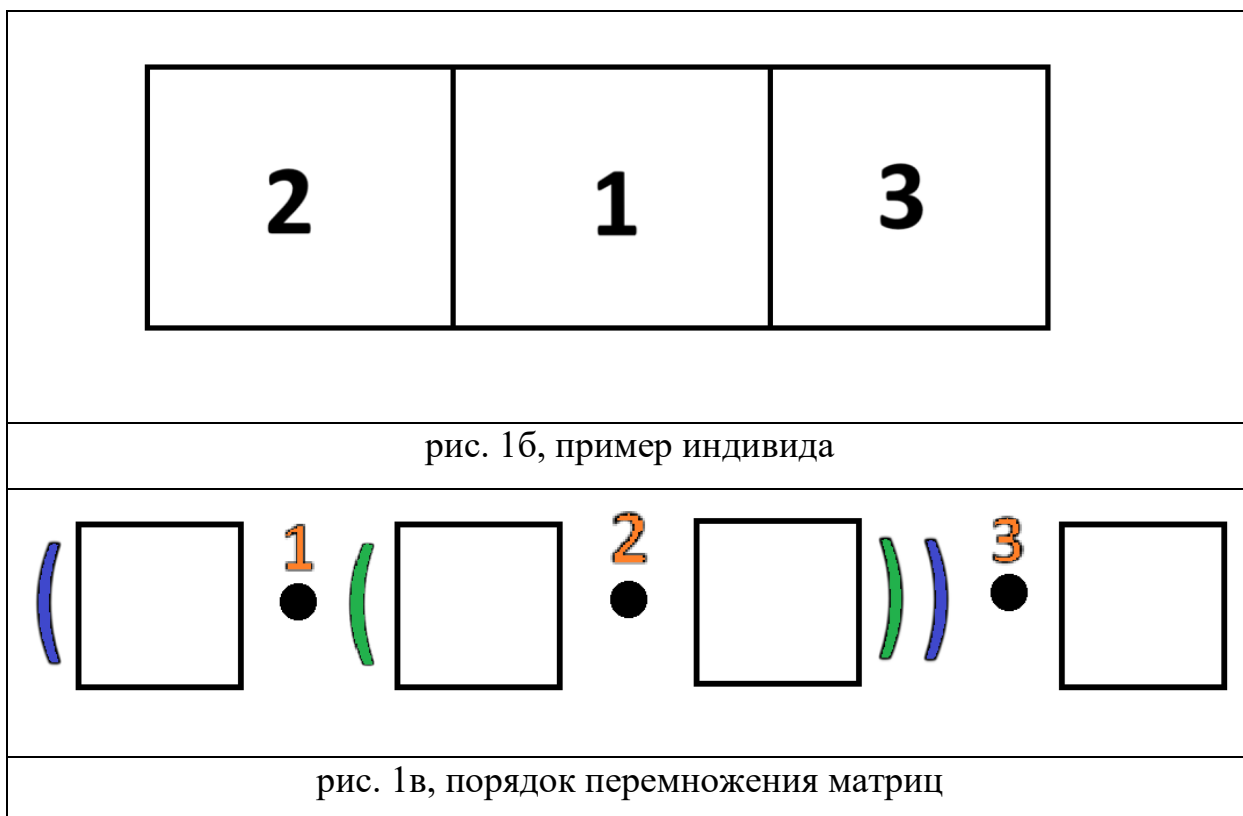 2 1 3
рис. 1б, пример индивида
( 1 ( 2 )) 3
рис. 1в, порядок перемножения матриц